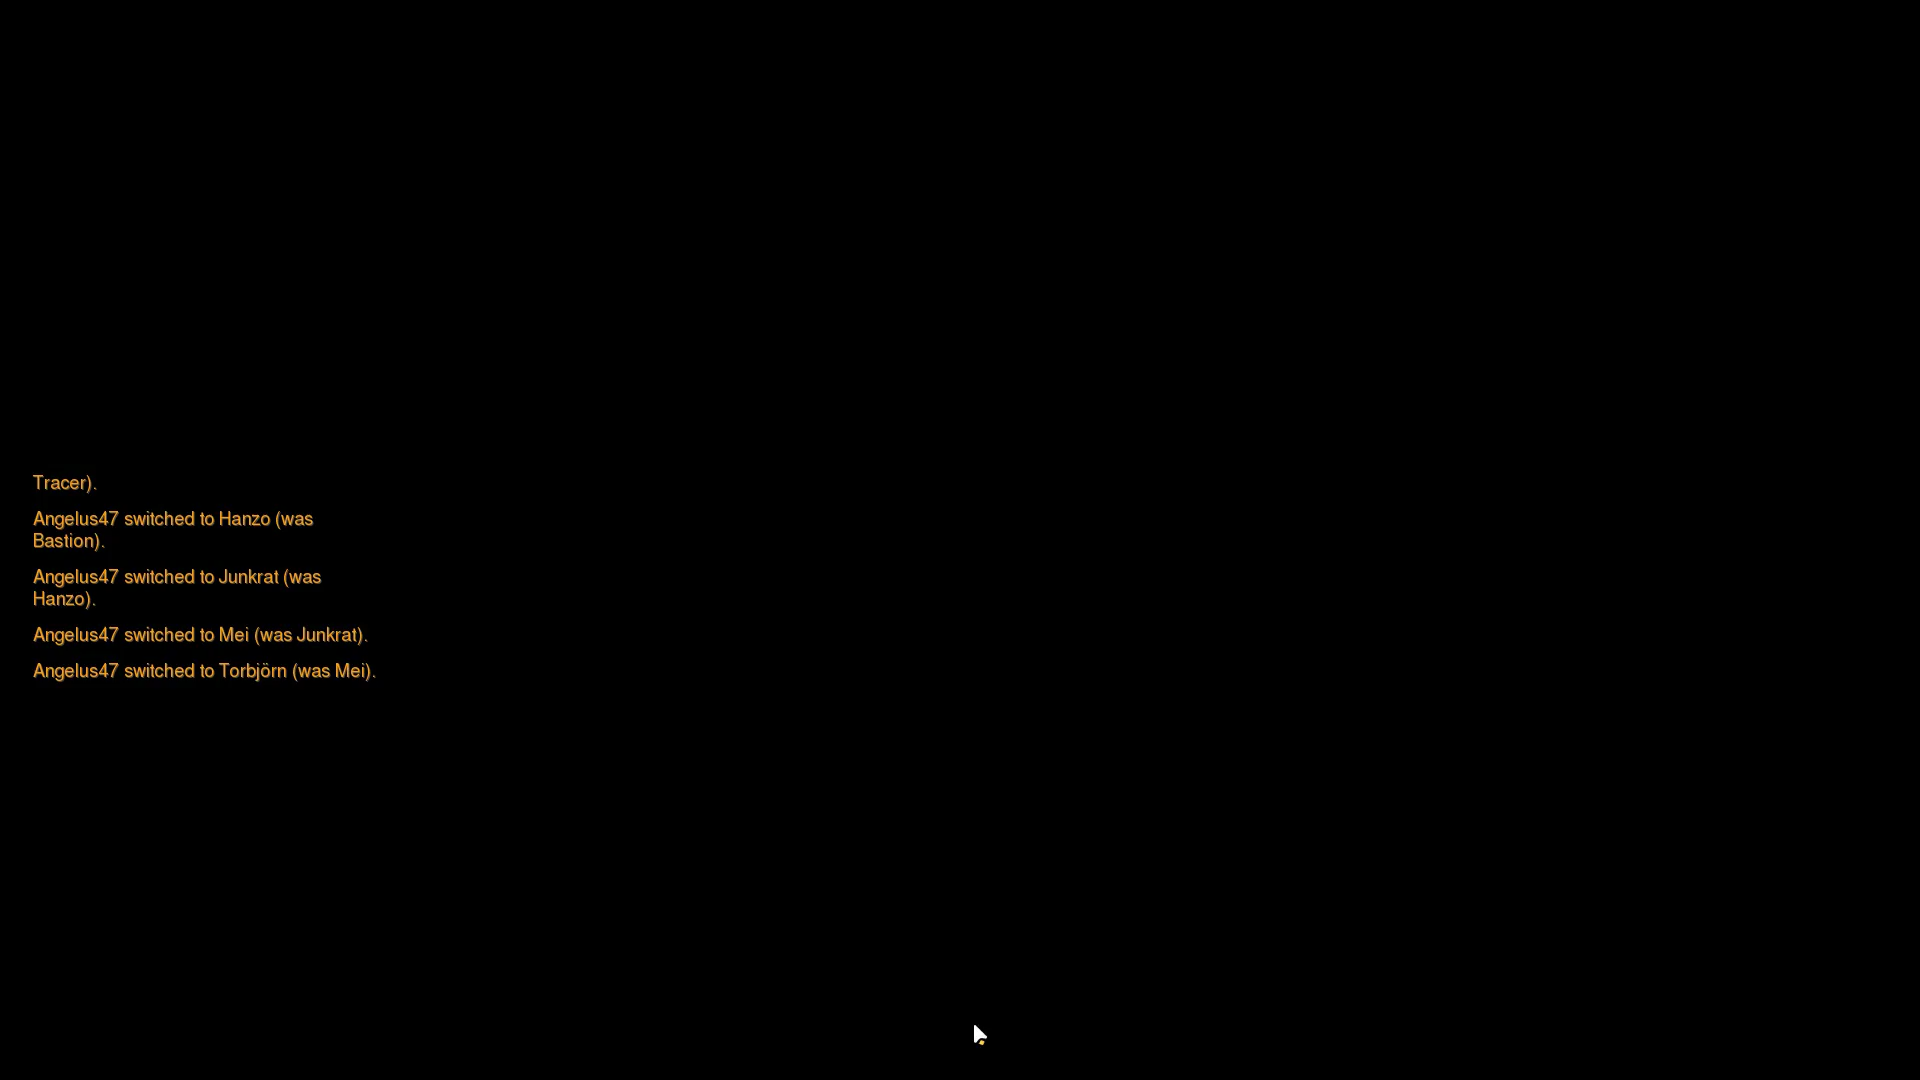 Tracer).
Angelus47 switched to Hanzo (was
Bastion).
Angelus47 switched to Junkrat (was
Hanzo).
Angelus47 switched to Mei (was Junkrat).
Angelus47 switched to Torbjörn (was Mei).